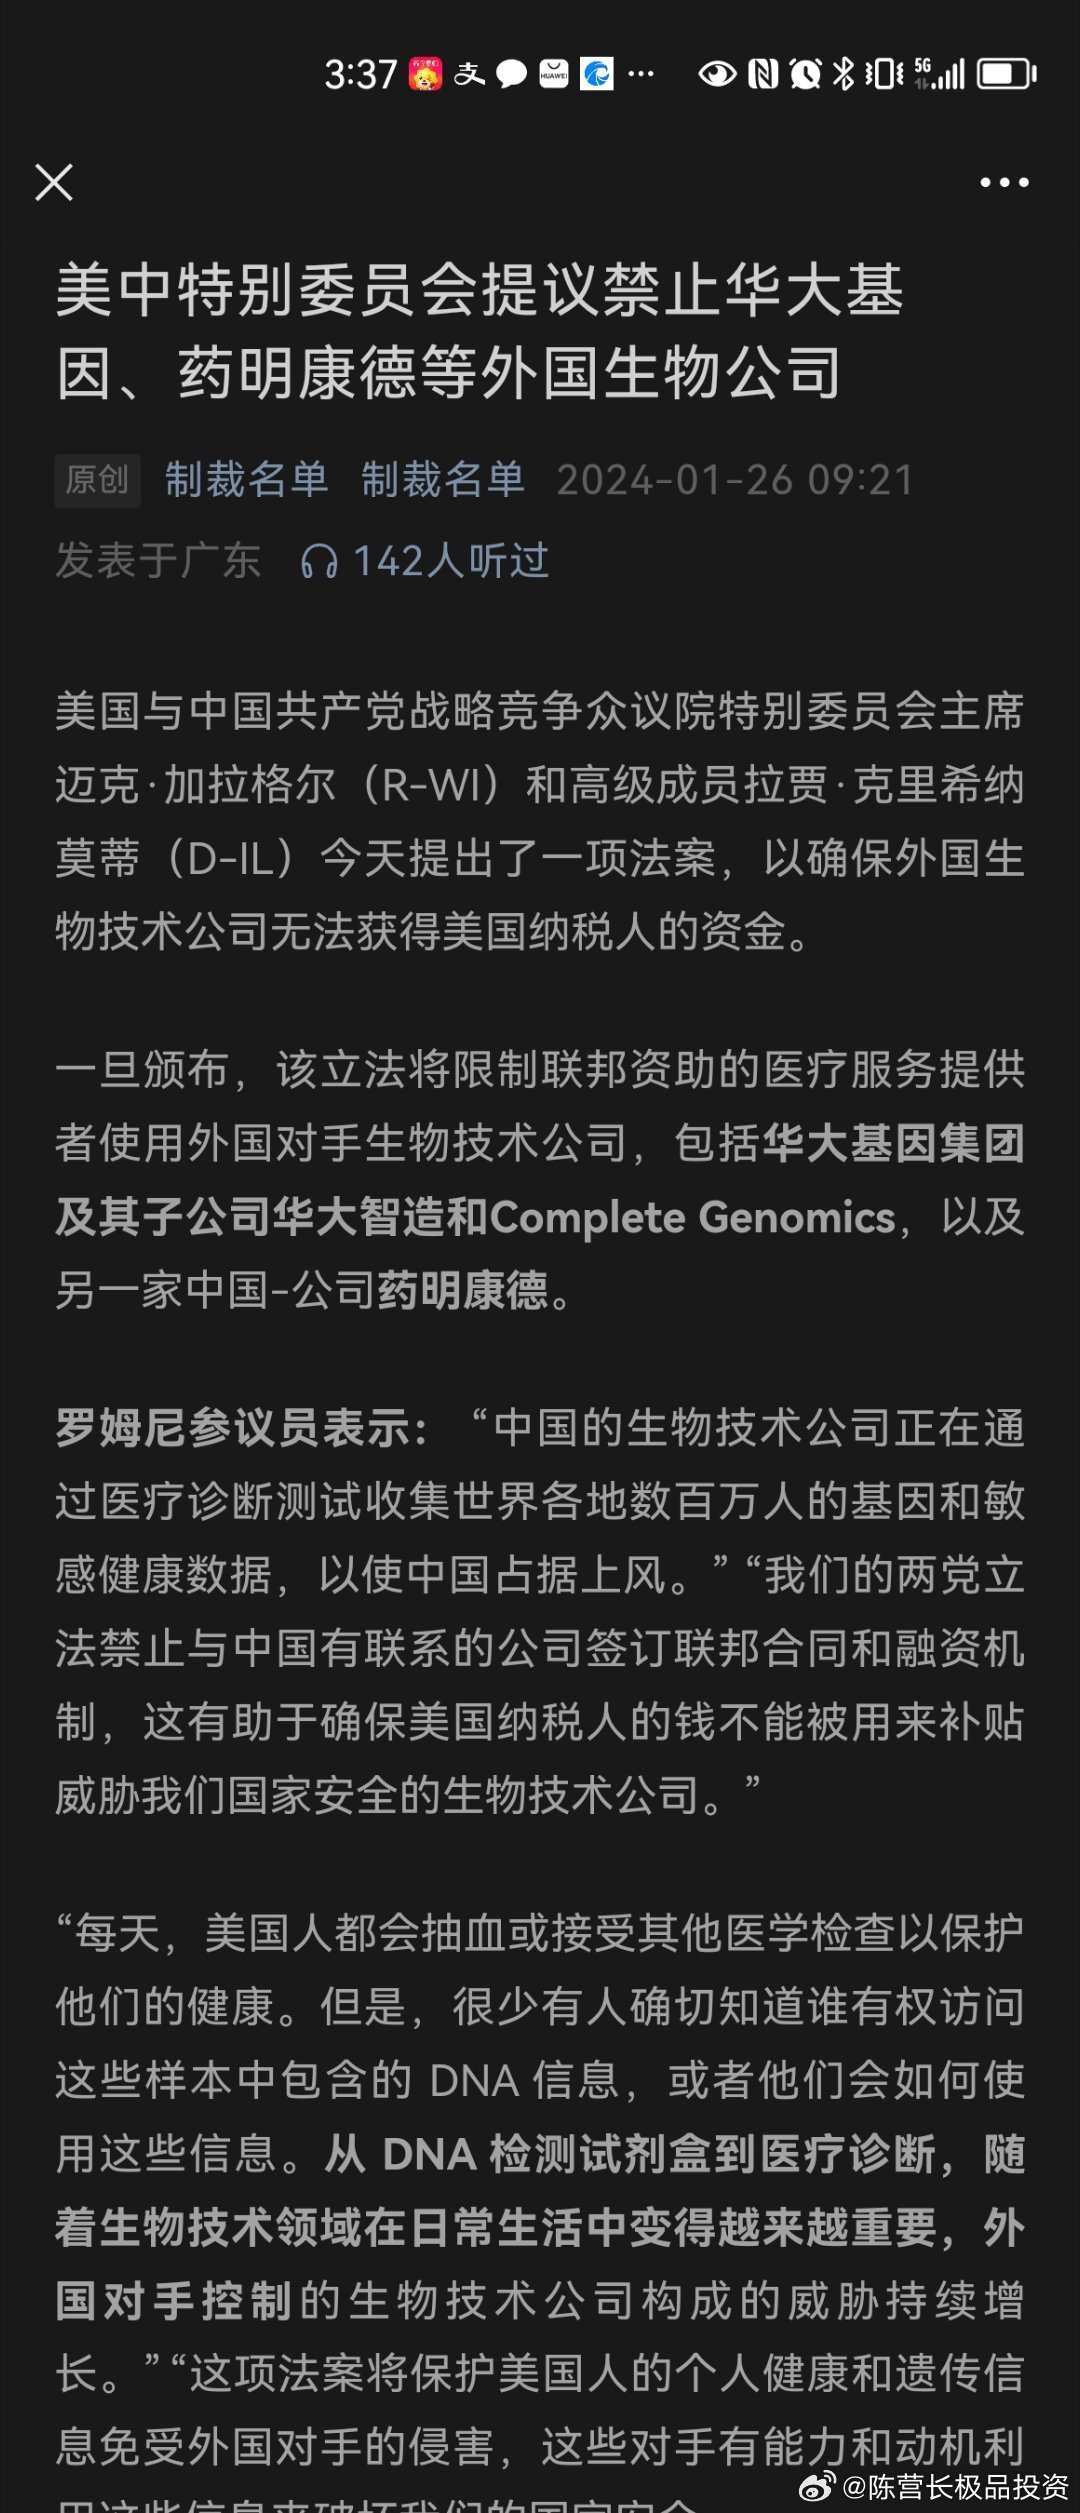 3:37 支 HUAWEI 5G
美中特别委员会提议禁止华大基
因、药明康德等外国生物公司
原创 制裁名单 制裁名单 2024-01-26 09:21
发表于广东 142人听过
美国与中国共产党战略竞争众议院特别委员会主席
迈克·加拉格尔（R-WI）和高级成员拉贾·克里希纳
莫蒂（D-IL）今天提出了一项法案，以确保外国生
物技术公司无法获得美国纳税人的资金。
一旦颁布，该立法将限制联邦资助的医疗服务提供
者使用外国对手生物技术公司，包括华大基因集团
及其子公司华大智造和Complete Genomics，以及
另一家中国-公司药明康德。
罗姆尼参议员表示：“中国的生物技术公司正在通
过医疗诊断测试收集世界各地数百万人的基因和敏
感健康数据，以使中国占据上风。”“我们的两党立
法禁止与中国有联系的公司签订联邦合同和融资机
制，这有助于确保美国纳税人的钱不能被用来补贴
威胁我们国家安全的生物技术公司。”
“每天，美国人都会抽血或接受其他医学检查以保护
他们的健康。但是，很少有人确切知道谁有权访问
这些样本中包含的 DNA 信息，或者他们会如何使
用这些信息。从 DNA 检测试剂盒到医疗诊断，随
着生物技术领域在日常生活中变得越来越重要，外
国对手控制的生物技术公司构成的威胁持续增
长。”“这项法案将保护美国人的个人健康和遗传信
息免受外国对手的侵害，这些对手有能力和动机利
用这些信息来破坏我们的国家安全
@陈营长极品投资